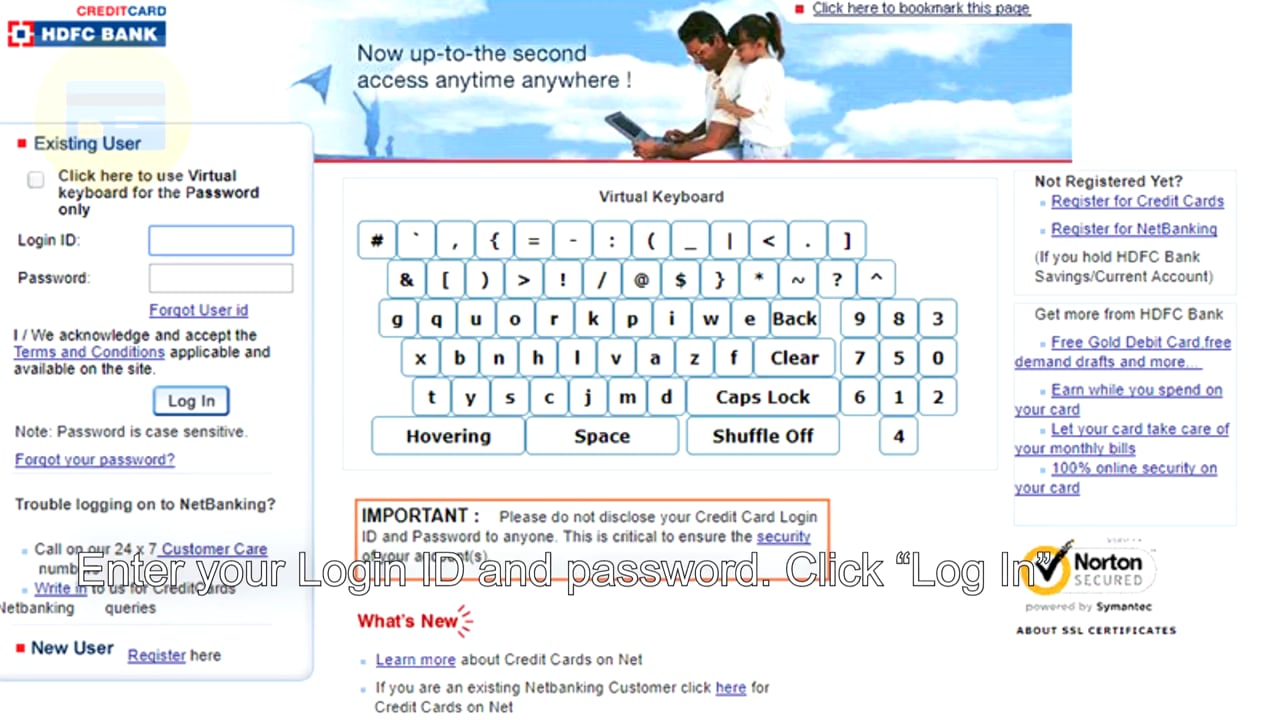 CREDITCARD
HDFC BANK
Click here to bookmark this page
Now up-to-the second
access anytime anywhere !
Existing User
Click here to use Virtual
keyboard for the Password
only
Login ID:
Password:
Forgot User id
I / We acknowledge and accept the
Terms and Conditions applicable and
available on the site.
Log In
Note: Password is case sensitive.
Forgot your password?
Trouble logging on to NetBanking?
Call on our 24 x 7 Customer Care
Write in to us for CreditCards
Netbanking queries
New User Register here
Virtual Keyboard
# ` , { = - : ( _ | < . ]
& [ ) > ! / @ $ } * ~ ? ^
g q u o r k p i w e Back 9 8 3
x b n h l v a z f Clear 7 5 0
t y s c j m d Caps Lock 6 1 2
Hovering Space Shuffle Off 4
IMPORTANT : Please do not disclose your Credit Card Login
ID and Password to anyone. This is critical to ensure the security
of your account(s).
Enter your Login ID and password. Click “Log In”
What's New
Learn more about Credit Cards on Net
If you are an existing Netbanking Customer click here for
Credit Cards on Net
Not Registered Yet?
Register for Credit Cards
Register for NetBanking
(If you hold HDFC Bank
Savings/Current Account)
Get more from HDFC Bank
Free Gold Debit Card,free
demand drafts and more...
Earn while you spend on
your card
Let your card take care of
your monthly bills
100% online security on
your card
Norton
SECURED
powered by Symantec
ABOUT SSL CERTIFICATES